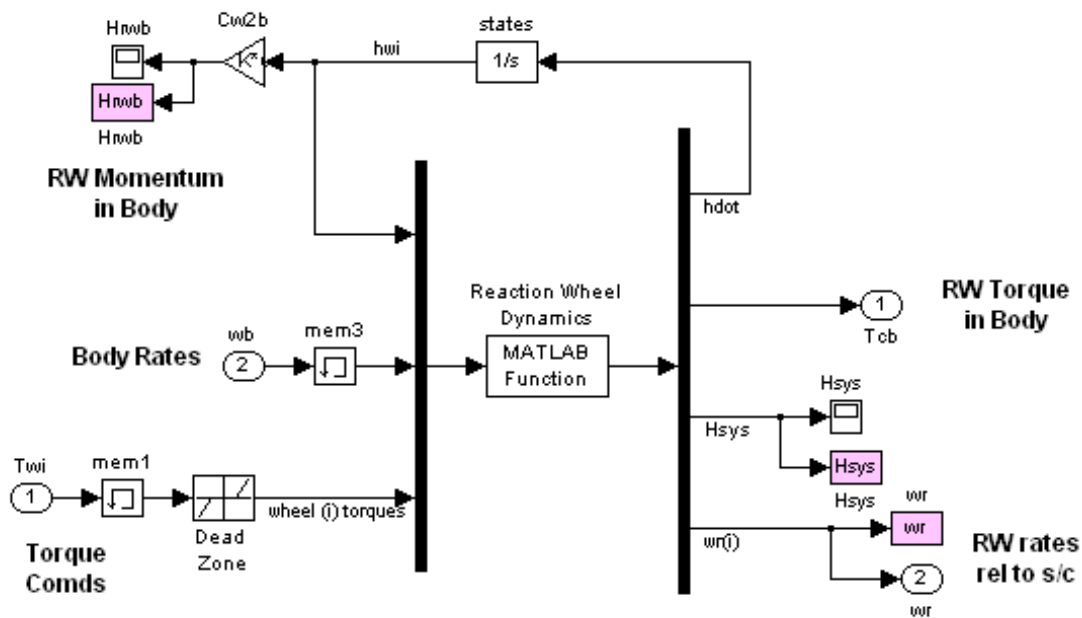 Hrwb
Cw2b
K
hwi
states
1/s
Hrwb
Hrwb
RW Momentum
in Body
hdot
Reaction Wheel
Dynamics
MATLAB
Function
1
Tcb
RW Torque
in Body
Body Rates
wb
2
mem3
Hsys
Hsys
Hsys
Hsys
Twi
1
mem1
Dead
Zone
wheel (i) torques
Torque
Comds
wr(i)
wr
wr
2
wr
RW rates
rel to s/c